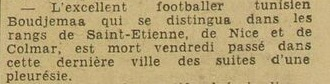 — L'excellent footballer tunisien
Boudjemaa qui se distingua dans les
rangs de Saint-Etienne, de Nice et de
Colmar, est mort vendredi passé dans
cette dernière ville des suites d'une
pleurésie.